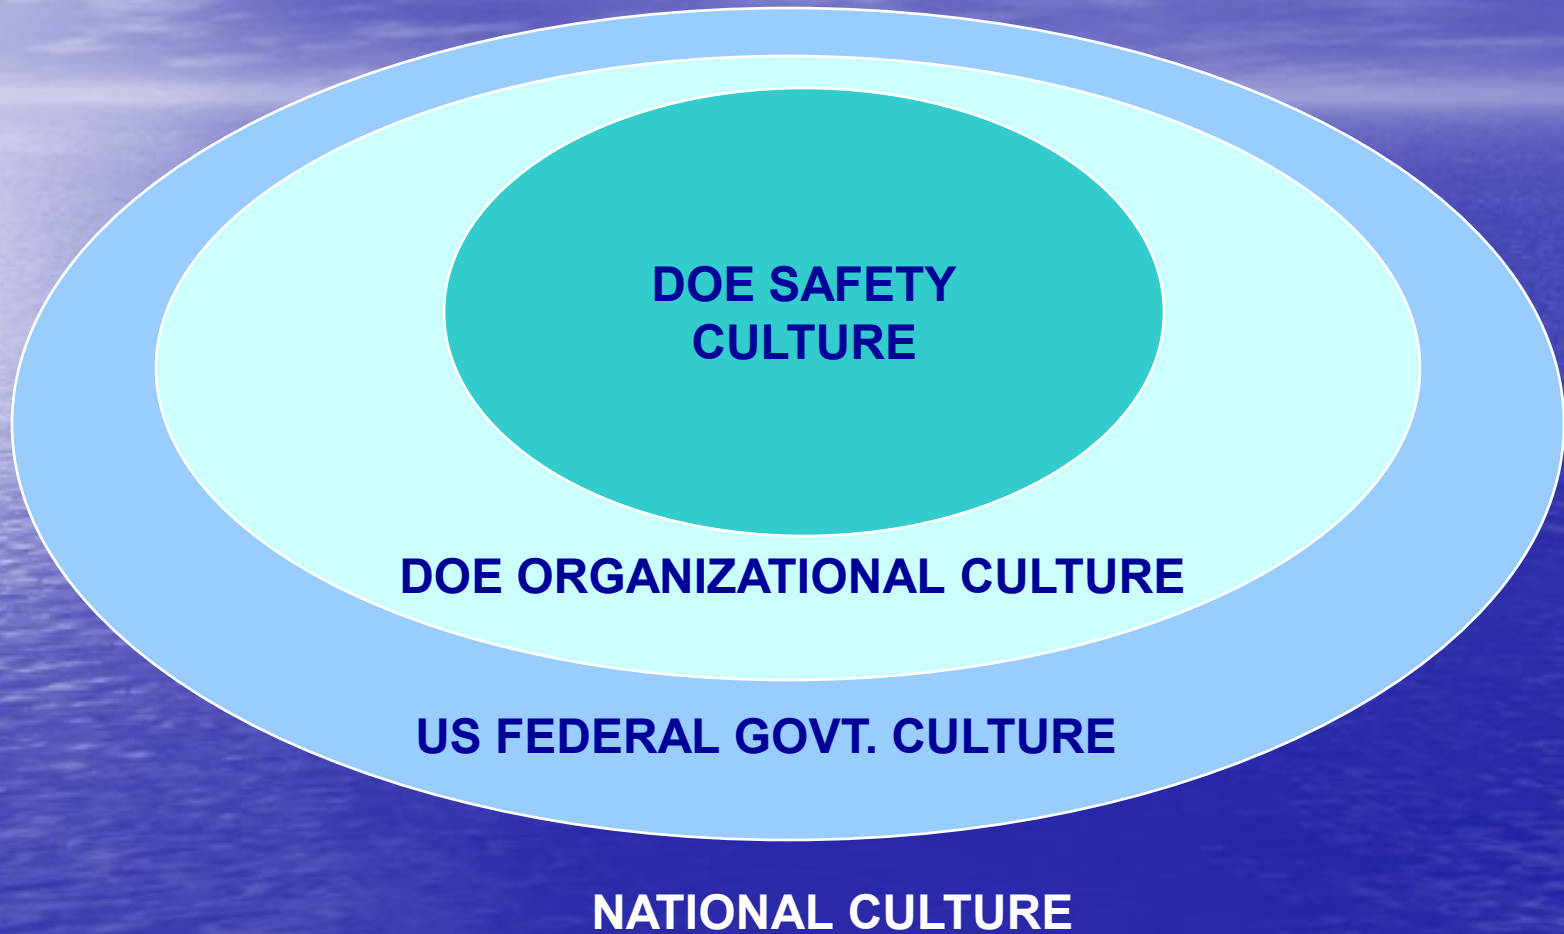 DOE SAFETY
CULTURE
DOE ORGANIZATIONAL CULTURE
US FEDERAL GOVT. CULTURE
NATIONAL CULTURE